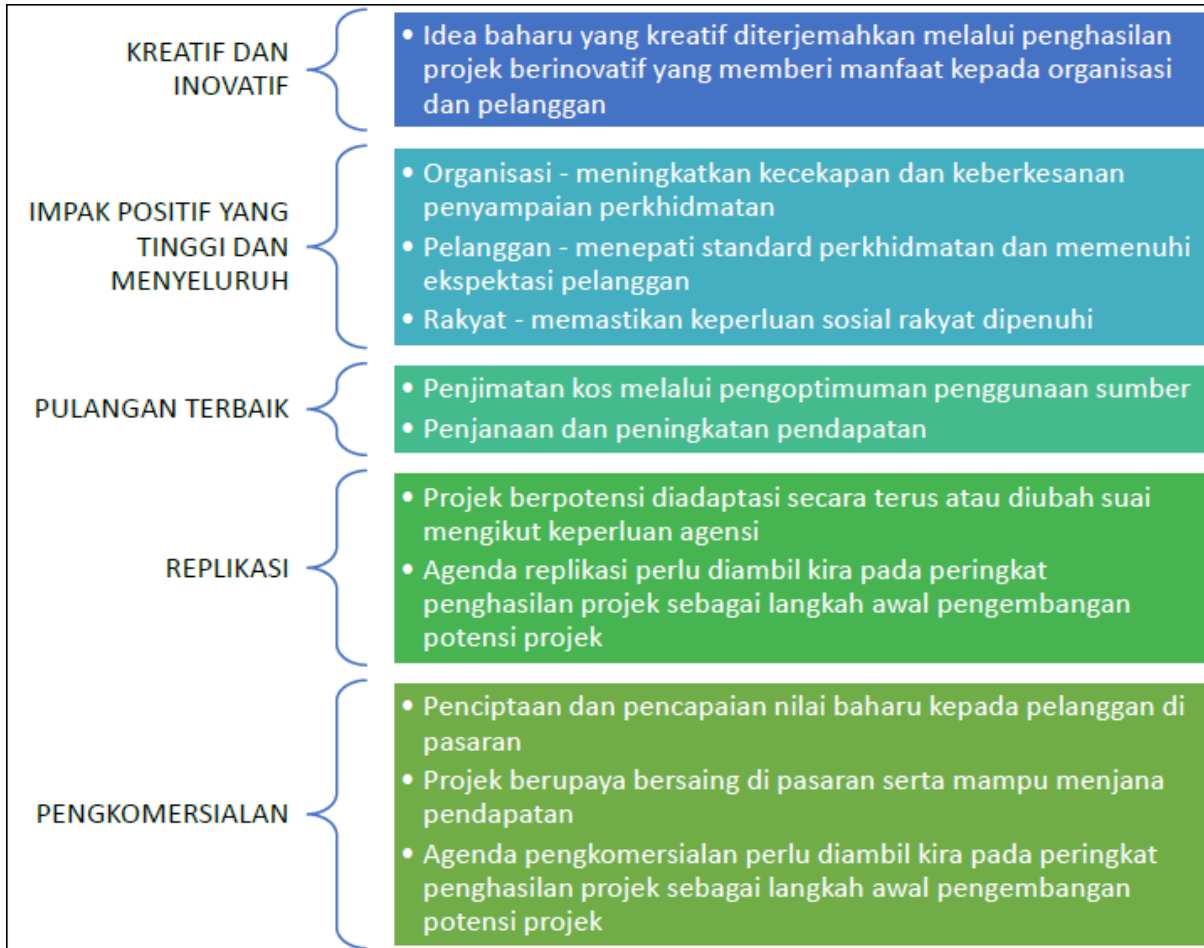 KREATIF DAN
INOVATIF
• Idea baharu yang kreatif diterjemahkan melalui penghasilan
projek berinovatif yang memberi manfaat kepada organisasi
dan pelanggan
IMPAK POSITIF YANG
TINGGI DAN
MENYELURUH
• Organisasi - meningkatkan kecekapan dan keberkesanan
penyampaian perkhidmatan
• Pelanggan - menepati standard perkhidmatan dan memenuhi
ekspektasi pelanggan
• Rakyat - memastikan keperluan sosial rakyat dipenuhi
PULANGAN TERBAIK
• Penjimatan kos melalui pengoptimuman penggunaan sumber
• Penjanaan dan peningkatan pendapatan
REPLIKASI
• Projek berpotensi diadaptasi secara terus atau diubah suai
mengikut keperluan agensi
• Agenda replikasi perlu diambil kira pada peringkat
penghasilan projek sebagai langkah awal pengembangan
potensi projek
PENGKOMERSIALAN
• Penciptaan dan pencapaian nilai baharu kepada pelanggan di
pasaran
• Projek berupaya bersaing di pasaran serta mampu menjana
pendapatan
• Agenda pengkomersialan perlu diambil kira pada peringkat
penghasilan projek sebagai langkah awal pengembangan
potensi projek